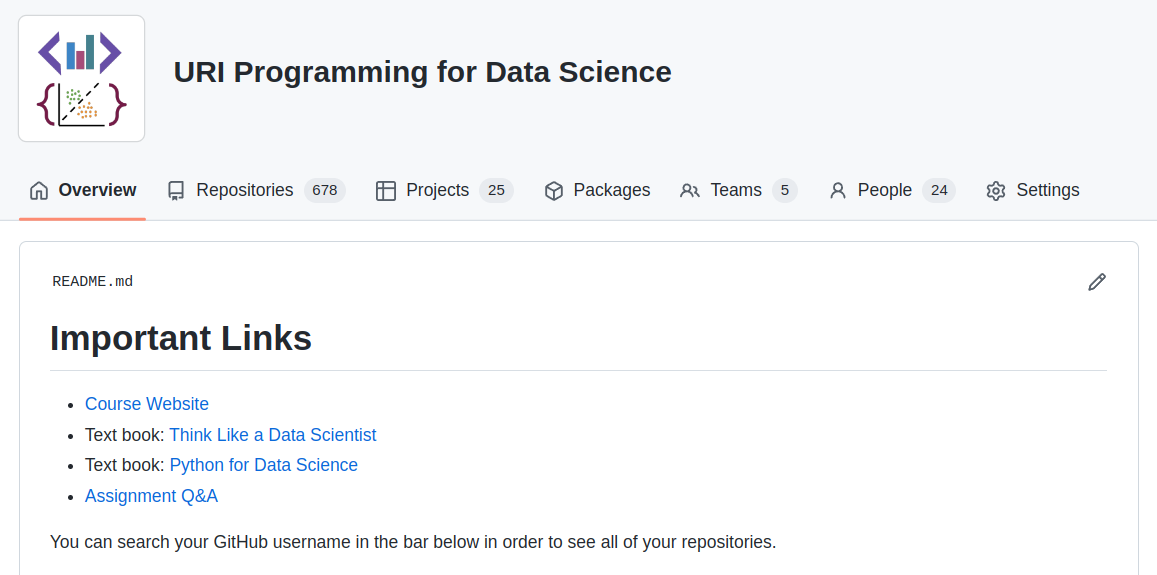 URI Programming for Data Science
Overview Repositories 678 Projects 25 Packages Teams 5 People 24 Settings
README.md
Important Links
Course Website
Text book: Think Like a Data Scientist
Text book: Python for Data Science
Assignment Q&A
You can search your GitHub username in the bar below in order to see all of your repositories.